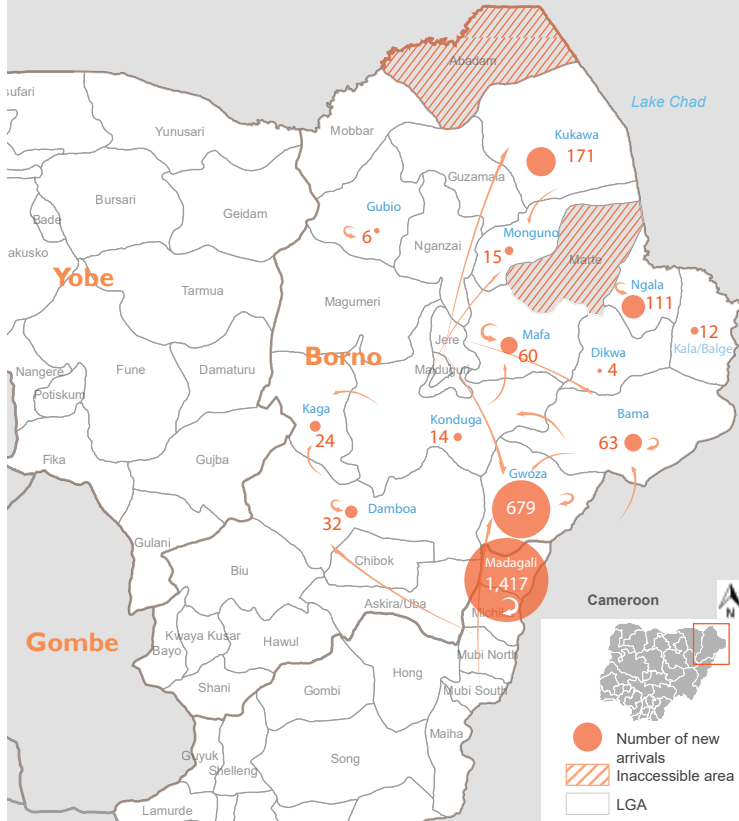 Abadam
sufari
Lake Chad
Yunusari
Mobbar
Kukawa
171
Guzamala
Bursari
Bade
Geidam
Gubio
6
Nganzai
Monguno
15
akusko
Marte
Yobe
Tarmua
Magumeri
Ngala
111
Jere
Mafa
60
12
Kala/Balge
Borno
Dikwa
4
Maiduguri
Nangere
Fune
Damaturu
Potiskum
Kaga
24
Konduga
14
Bama
63
Fika
Gujba
Gwoza
679
Damboa
32
Gulani
Chibok
Madagali
1,417
Biu
Askira/Uba
Cameroon
N
Gombe
Kwaya Kusar
Bayo
Hawul
Mubi North
Hong
Shani
Gombi
Mubi South
Maiha
Guyuk
Shelleng
Song
Number of new
arrivals
Inaccessible area
LGA
Lamurde